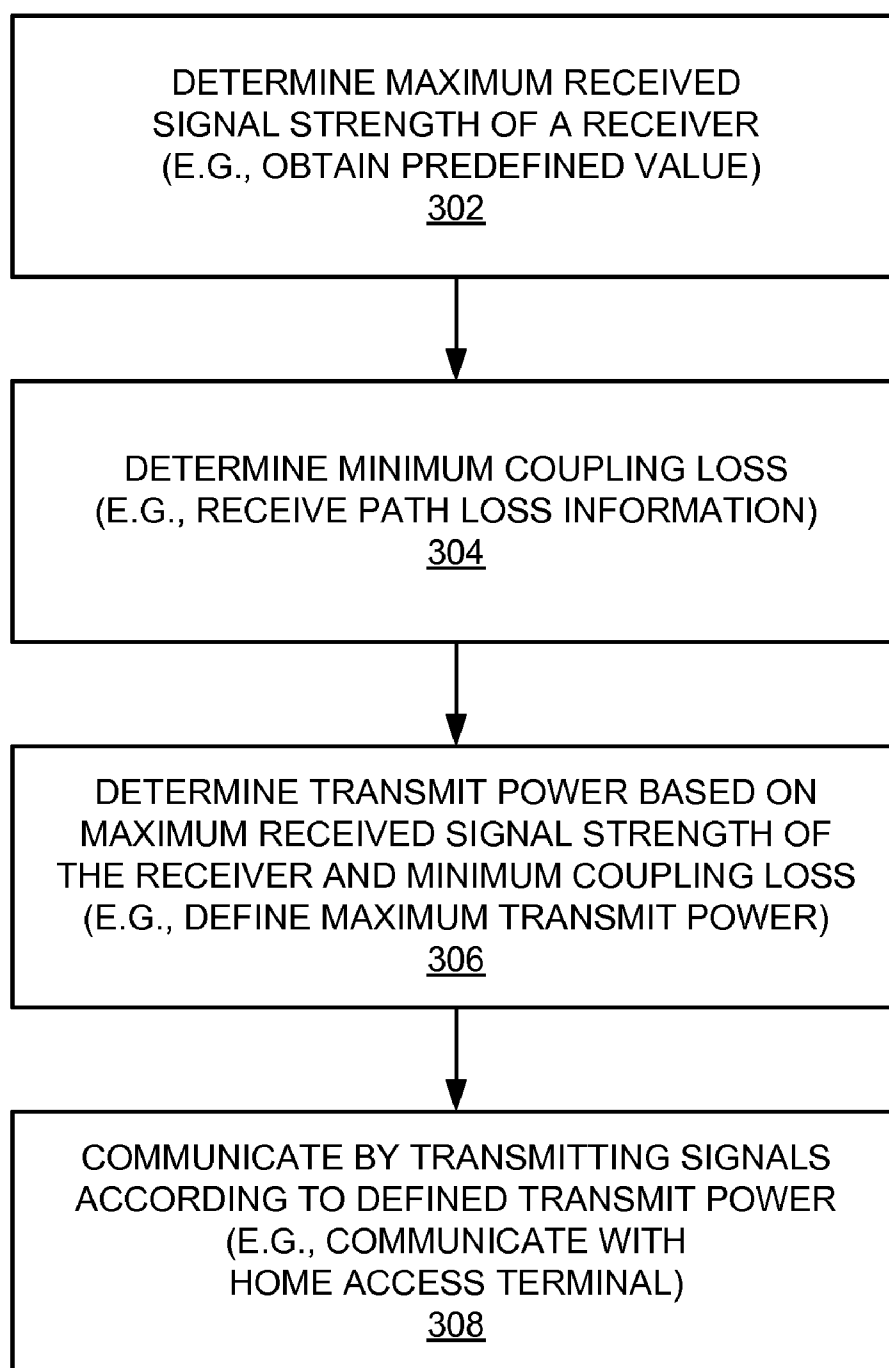 DETERMINE MAXIMUM RECEIVED
SIGNAL STRENGTH OF A RECEIVER
(E.G., OBTAIN PREDEFINED VALUE)
302
DETERMINE MINIMUM COUPLING LOSS
(E.G., RECEIVE PATH LOSS INFORMATION)
304
DETERMINE TRANSMIT POWER BASED ON
MAXIMUM RECEIVED SIGNAL STRENGTH OF
THE RECEIVER AND MINIMUM COUPLING LOSS
(E.G., DEFINE MAXIMUM TRANSMIT POWER)
306
COMMUNICATE BY TRANSMITTING SIGNALS
ACCORDING TO DEFINED TRANSMIT POWER
(E.G., COMMUNICATE WITH
HOME ACCESS TERMINAL)
308